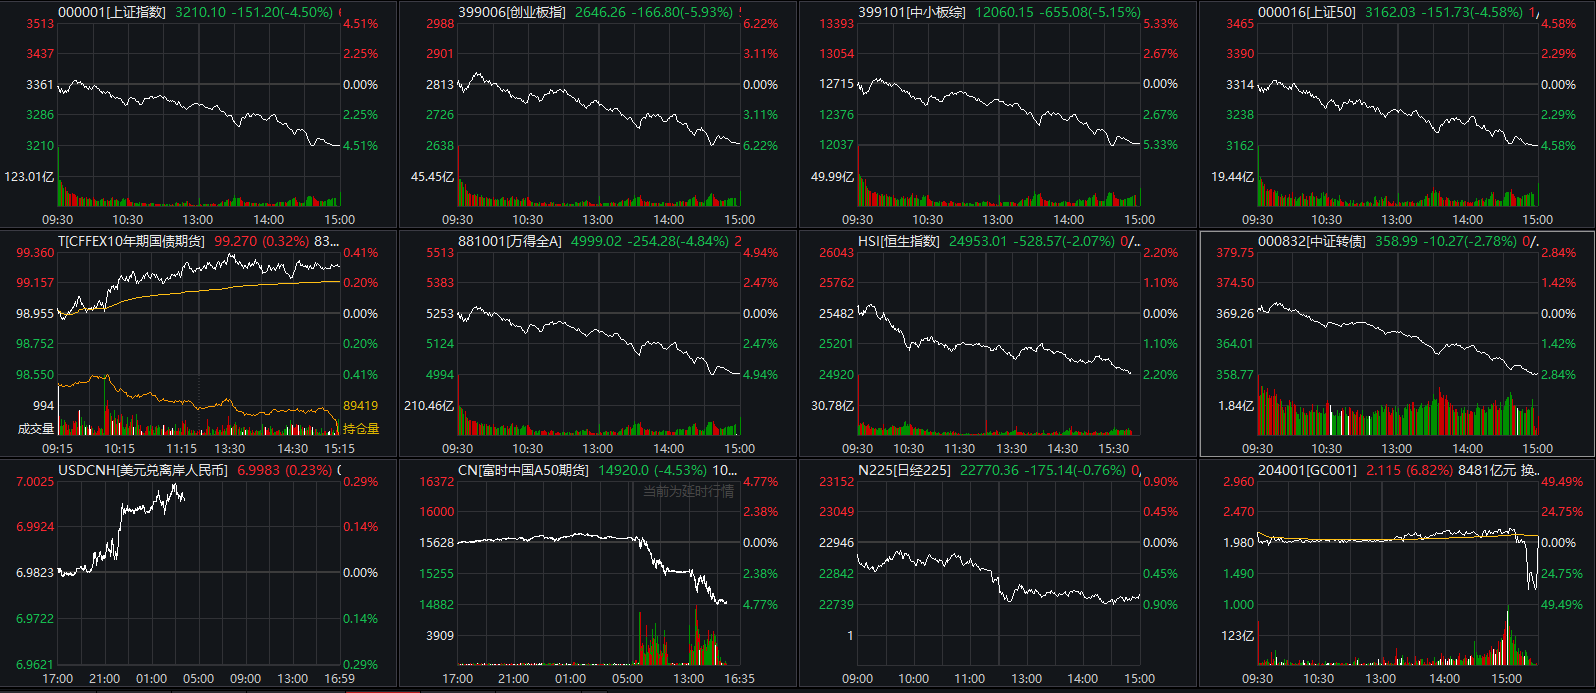 000001[上证指数] 3210.10 -151.20(-4.50%)
3513 4.51%
3437 2.25%
3361 0.00%
3286 2.25%
3210 4.51%
123.01亿
09:30 10:30 13:00 14:00 15:00
399006[创业板指] 2646.26 -166.80(-5.93%)
2988 6.22%
2901 3.11%
2813 0.00%
2726 3.11%
2638 6.22%
45.45亿
09:30 10:30 13:00 14:00 15:00
399101[中小板综] 12060.15 -655.08(-5.15%)
13393 5.33%
13054 2.67%
12715 0.00%
12376 2.67%
12037 5.33%
49.99亿
09:30 10:30 13:00 14:00 15:00
000016[上证50] 3162.03 -151.73(-4.58%) 1/
3465 4.58%
3390 2.29%
3314 0.00%
3238 2.29%
3162 4.58%
19.44亿
09:30 10:30 13:00 14:00 15:00
T[CFFEX10年期国债期货] 99.270 (0.32%) 83...
99.360 0.41%
99.157 0.20%
98.955 0.00%
98.752 0.20%
98.550 0.41%
994 89419
成交量 持仓量
09:15 10:15 11:15 13:30 14:30 15:15
881001[万得全A] 4999.02 -254.28(-4.84%) 2
5513 4.94%
5383 2.47%
5253 0.00%
5124 2.47%
4994 4.94%
210.46亿
09:30 10:30 13:00 14:00 15:00
HSI[恒生指数] 24953.01 -528.57(-2.07%) 0/..
26043 2.20%
25762 1.10%
25482 0.00%
25201 1.10%
24920 2.20%
30.78亿
09:30 10:30 11:30 13:30 14:30 15:30
000832[中证转债] 358.99 -10.27(-2.78%) 0/.
379.75 2.84%
374.50 1.42%
369.26 0.00%
364.01 1.42%
358.77 2.84%
1.84亿
09:30 10:30 13:00 14:00 15:00
USDCNH[美元兑离岸人民币] 6.9983 (0.23%)
7.0025 0.29%
6.9924 0.14%
6.9823 0.00%
6.9722 0.14%
6.9621 0.29%
17:00 21:00 01:00 05:00 09:00 13:00 16:59
CN[富时中国A50期货] 14920.0 (-4.53%) 10...
当前为延时行情
16372 4.77%
16000 2.38%
15628 0.00%
15255 2.38%
14882 4.77%
3909
17:00 21:00 01:00 05:00 13:00 16:35
N225[日经225] 22770.36 -175.14(-0.76%) 0
23152 0.90%
23049 0.45%
22946 0.00%
22842 0.45%
22739 0.90%
1
09:00 10:00 11:00 13:00 14:00 15:00
204001[GC001] 2.115 (6.82%) 8481亿元 换..
2.960 49.49%
2.470 24.75%
1.980 0.00%
1.490 24.75%
1.000 49.49%
123亿
09:30 10:30 13:00 14:00 15:00